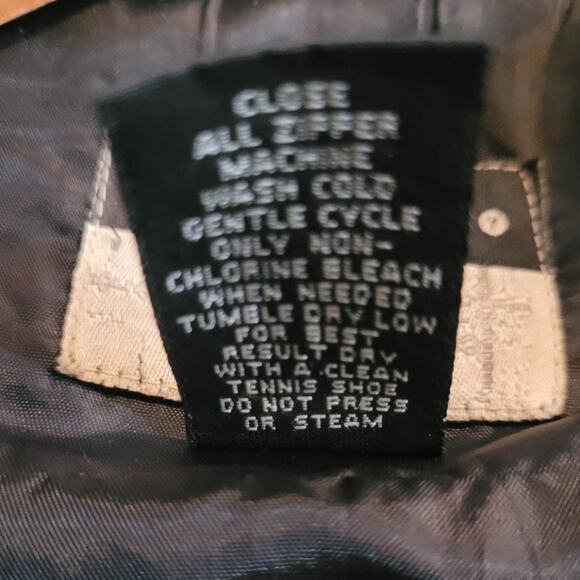 CLOSE
ALL ZIPPER
MACHINE
WASH COLD
GENTLE CYCLE
ONLY NON-
CHLORINE BLEACH
WHEN NEEDED
TUMBLE DRY LOW
FOR BEST
RESULT DRY
WITH A CLEAN
TENNIS SHOE
DO NOT PRESS
OR STEAM